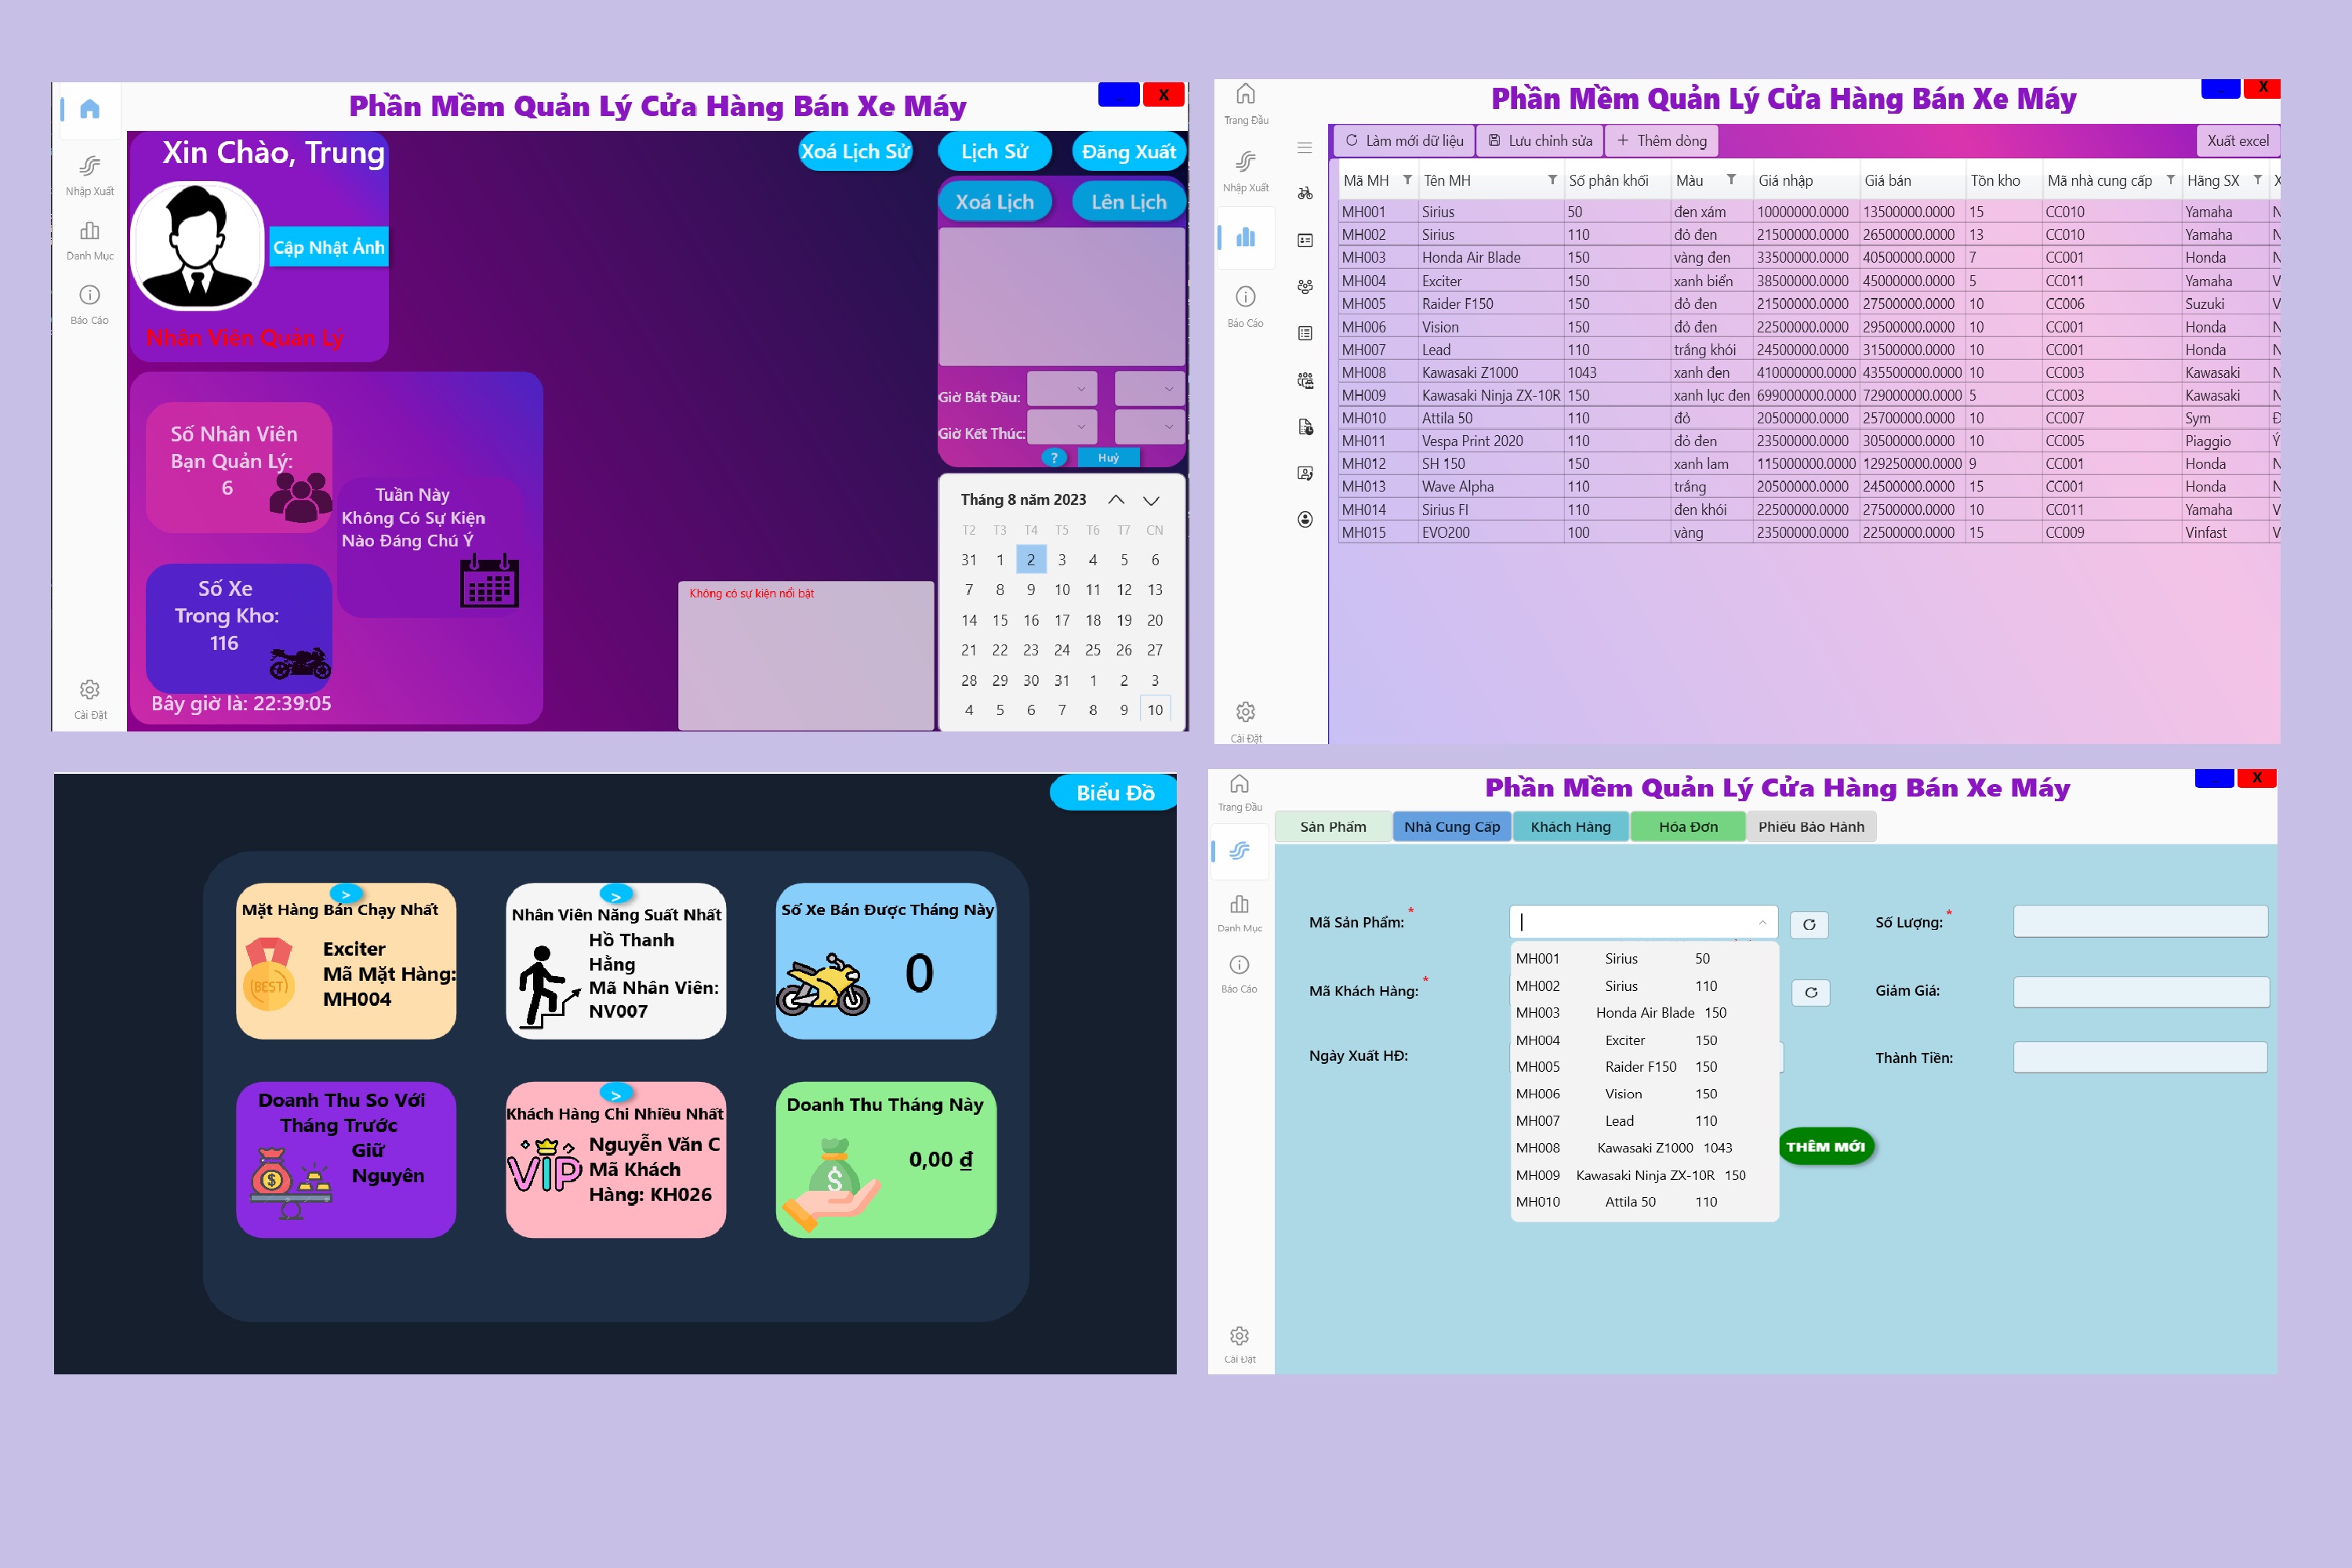 Phần Mềm Quản Lý Cửa Hàng Bán Xe Máy
X
Nhập Xuất
Danh Mục
Báo Cáo
Cài Đặt
Xin Chào, Trung
Cập Nhật Ảnh
Nhân Viên Quản Lý
Xoá Lịch Sử
Lịch Sử
Đăng Xuất
Xoá Lịch
Lên Lịch
Giờ Bắt Đầu:
Giờ Kết Thúc:
?
Huỷ
Số Nhân Viên
Bạn Quản Lý:
6
Tuần Này
Không Có Sự Kiện
Nào Đáng Chú Ý
Số Xe
Trong Kho:
116
Bây giờ là: 22:39:05
Không có sự kiện nổi bật
Tháng 8 năm 2023
T2 T3 T4 T5 T6 T7 CN
31 1 2 3 4 5 6
7 8 9 10 11 12 13
14 15 16 17 18 19 20
21 22 23 24 25 26 27
28 29 30 31 1 2 3
4 5 6 7 8 9 10
Phần Mềm Quản Lý Cửa Hàng Bán Xe Máy
X
Trang Đầu
Nhập Xuất
Báo Cáo
Cài Đặt
Làm mới dữ liệu
Lưu chỉnh sửa
Thêm dòng
Xuất excel
Mã MH Tên MH Số phân khối Màu Giá nhập Giá bán Tồn kho Mã nhà cung cấp Hãng SX X
MH001 Sirius 50 đen xám 10000000.0000 13500000.0000 15 CC010 Yamaha N
MH002 Sirius 110 đỏ đen 21500000.0000 26500000.0000 13 CC010 Yamaha N
MH003 Honda Air Blade 150 vàng đen 33500000.0000 40500000.0000 7 CC001 Honda N
MH004 Exciter 150 xanh biển 38500000.0000 45000000.0000 5 CC011 Yamaha V
MH005 Raider F150 150 đỏ đen 21500000.0000 27500000.0000 10 CC006 Suzuki V
MH006 Vision 150 đỏ đen 22500000.0000 29500000.0000 10 CC001 Honda N
MH007 Lead 110 trắng khói 24500000.0000 31500000.0000 10 CC001 Honda N
MH008 Kawasaki Z1000 1043 xanh đen 410000000.0000 435500000.0000 10 CC003 Kawasaki N
MH009 Kawasaki Ninja ZX-10R 150 xanh lục đen 699000000.0000 729000000.0000 5 CC003 Kawasaki N
MH010 Attila 50 110 đỏ 20500000.0000 25700000.0000 10 CC007 Sym Đ
MH011 Vespa Print 2020 110 đỏ đen 23500000.0000 30500000.0000 10 CC005 Piaggio Ý
MH012 SH 150 150 xanh lam 115000000.0000 129250000.0000 9 CC001 Honda N
MH013 Wave Alpha 110 trắng 20500000.0000 24500000.0000 15 CC001 Honda N
MH014 Sirius FI 110 đen khói 22500000.0000 27500000.0000 10 CC011 Yamaha N
MH015 EVO200 100 vàng 23500000.0000 22500000.0000 15 CC009 Vinfast V
Biểu Đồ
>
Mặt Hàng Bán Chạy Nhất
BEST
Exciter
Mã Mặt Hàng:
MH004
>
Nhân Viên Năng Suất Nhất
Hồ Thanh
Hằng
Mã Nhân Viên:
NV007
Số Xe Bán Được Tháng Này
0
Doanh Thu So Với
Tháng Trước
Giữ
Nguyên
$
>
Khách Hàng Chi Nhiều Nhất
VIP
Nguyễn Văn C
Mã Khách
Hàng: KH026
Doanh Thu Tháng Này
$
0,00 ₫
Phần Mềm Quản Lý Cửa Hàng Bán Xe Máy
X
Trang Đầu
Danh Mục
Báo Cáo
Cài Đặt
Sản Phẩm
Nhà Cung Cấp
Khách Hàng
Hóa Đơn
Phiếu Bảo Hành
Mã Sản Phẩm: *
Số Lượng: *
Mã Khách Hàng: *
Giảm Giá:
Ngày Xuất HĐ:
Thành Tiền:
MH001 Sirius 50
MH002 Sirius 110
MH003 Honda Air Blade 150
MH004 Exciter 150
MH005 Raider F150 150
MH006 Vision 150
MH007 Lead 110
MH008 Kawasaki Z1000 1043
MH009 Kawasaki Ninja ZX-10R 150
MH010 Attila 50 110
THÊM MỚI